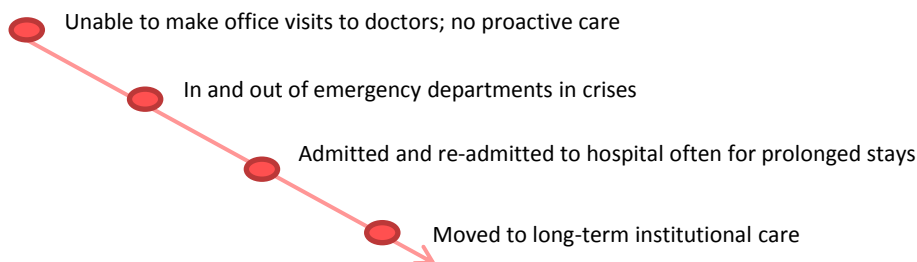 Unable to make office visits to doctors; no proactive care
In and out of emergency departments in crises
Admitted and re-admitted to hospital often for prolonged stays
Moved to long-term institutional care